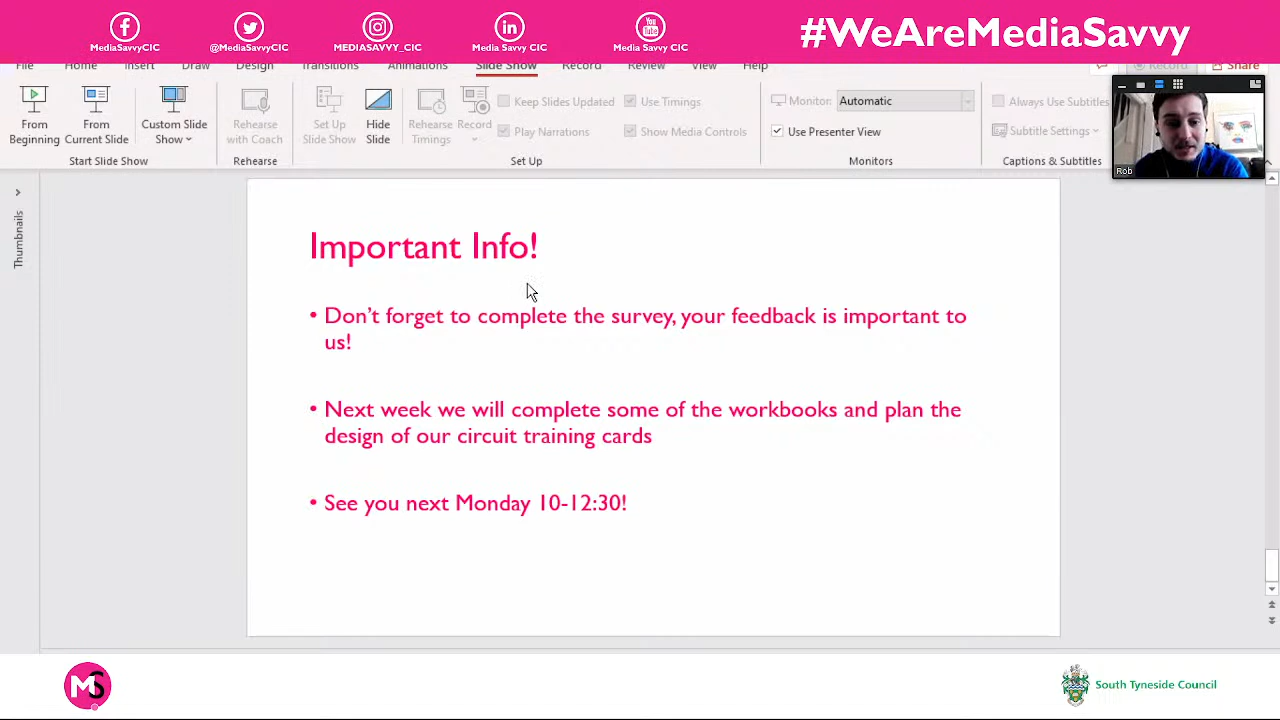 MediaSavvyCIC
@MediaSavvyCIC
MEDIASAVVY_CIC
Media Savvy CIC
You Tube
Media Savvy CIC
#WeAreMediaSavvy
File Home Insert Draw Design Transitions Animations Slide Show Record Review View Help
Record Share
From Beginning
From Current Slide
Custom Slide Show
Start Slide Show
Rehearse with Coach
Rehearse
Set Up Slide Show
Hide Slide
Rehearse Timings
Record
Keep Slides Updated
Play Narrations
Use Timings
Show Media Controls
Set Up
Monitor: Automatic
Use Presenter View
Monitors
Always Use Subtitles
Subtitle Settings
Captions & Subtitles
Rob
Thumbnails
Important Info!
• Don't forget to complete the survey, your feedback is important to
us!
• Next week we will complete some of the workbooks and plan the
design of our circuit training cards
• See you next Monday 10-12:30!
MS
South Tyneside Council